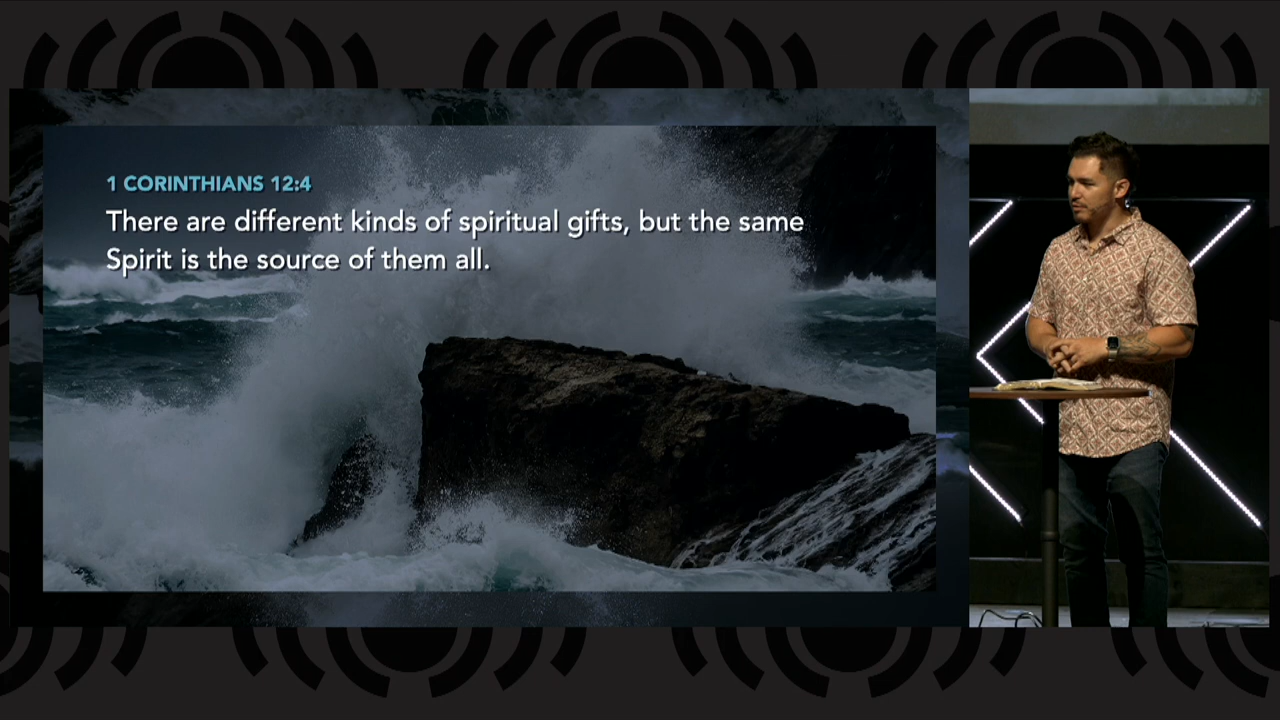 1 CORINTHIANS 12:4
There are different kinds of spiritual gifts, but the same
Spirit is the source of them all.